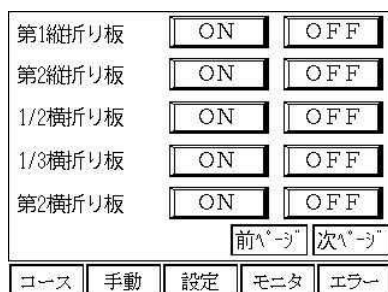 第1縦折り板 ON OFF
第2縦折り板 ON OFF
1/2横折り板 ON OFF
1/3横折り板 ON OFF
第2横折り板 ON OFF
前ﾍﾟｰｼﾞ 次ﾍﾟｰｼﾞ
コース 手動 設定 モニタ エラー